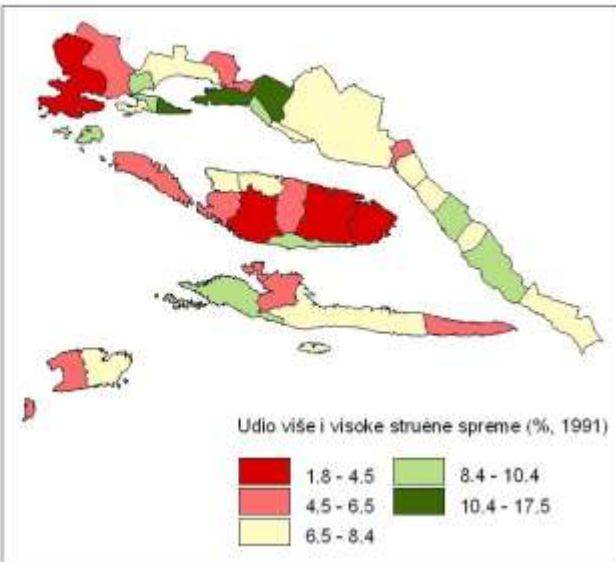 Udio više i visoke struène spreme (%, 1991)
1.8 - 4.5
4.5 - 6.5
6.5 - 8.4
8.4 - 10.4
10.4 - 17.5